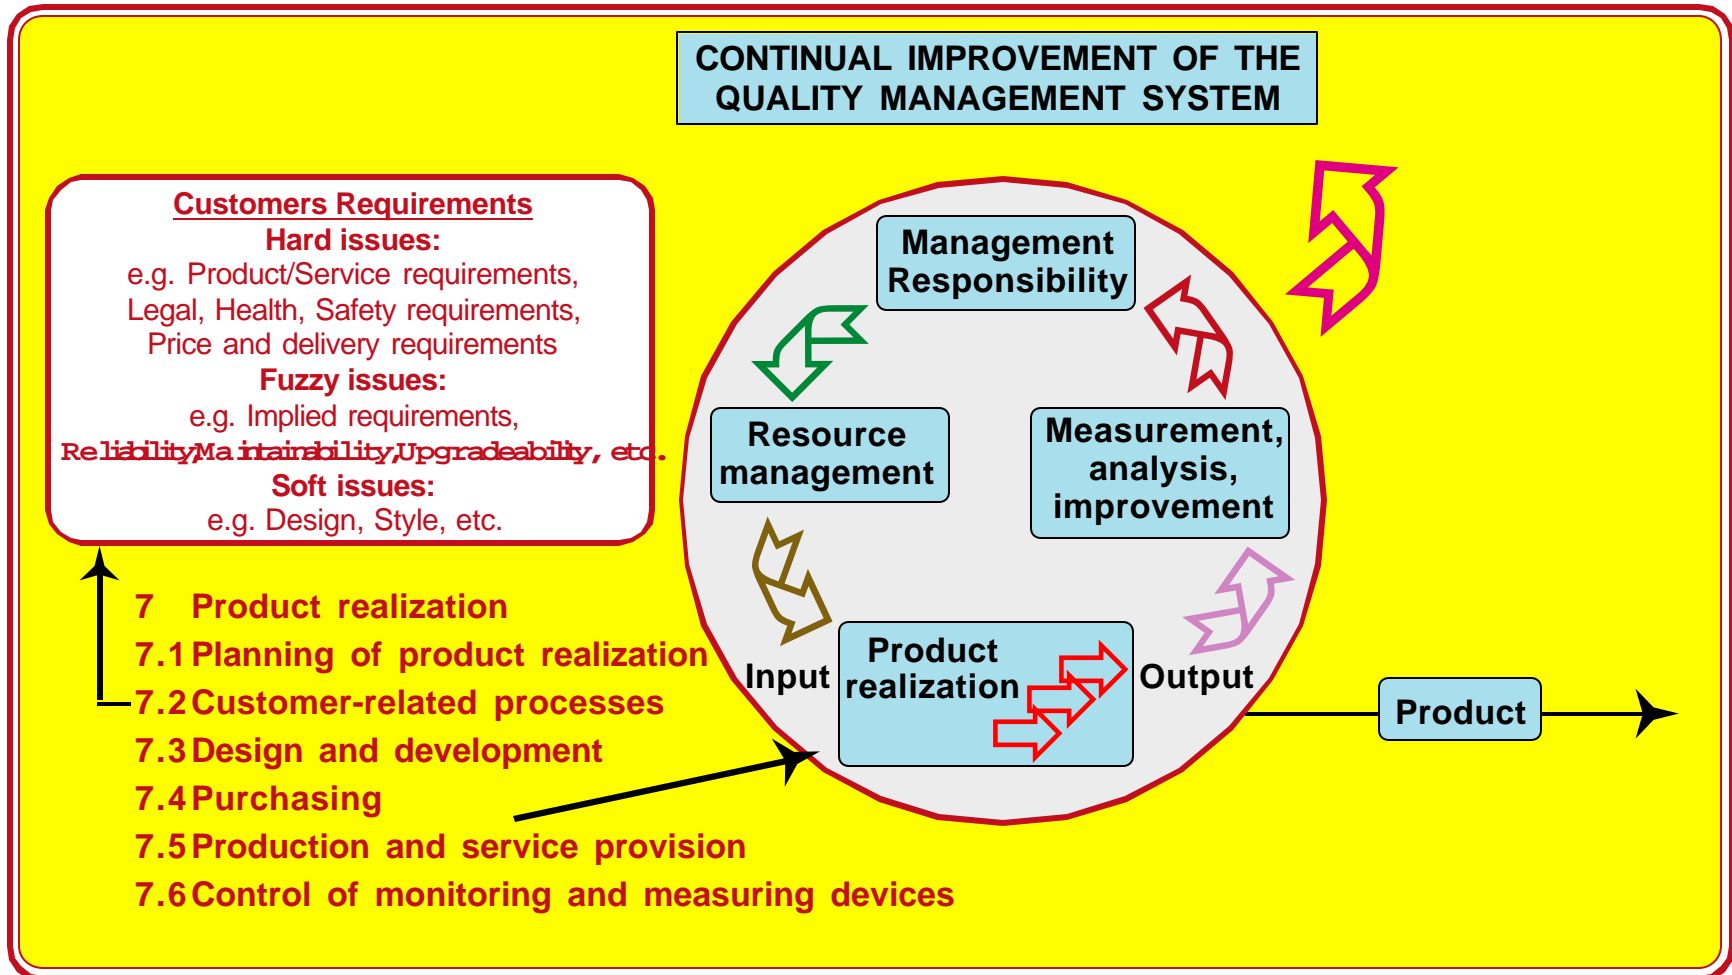 CONTINUAL IMPROVEMENT OF THE
QUALITY MANAGEMENT SYSTEM
Customers Requirements
Hard issues:
e.g. Product/Service requirements,
Legal, Health, Safety requirements,
Price and delivery requirements
Fuzzy issues:
e.g. Implied requirements,
Reliability,Maintainability,Upgradeability, etc.
Soft issues:
e.g. Design, Style, etc.
Management
Responsibility
Resource
management
Measurement,
analysis,
improvement
Input
Product
realization
Output
Product
7 Product realization
7.1 Planning of product realization
7.2 Customer-related processes
7.3 Design and development
7.4 Purchasing
7.5 Production and service provision
7.6 Control of monitoring and measuring devices